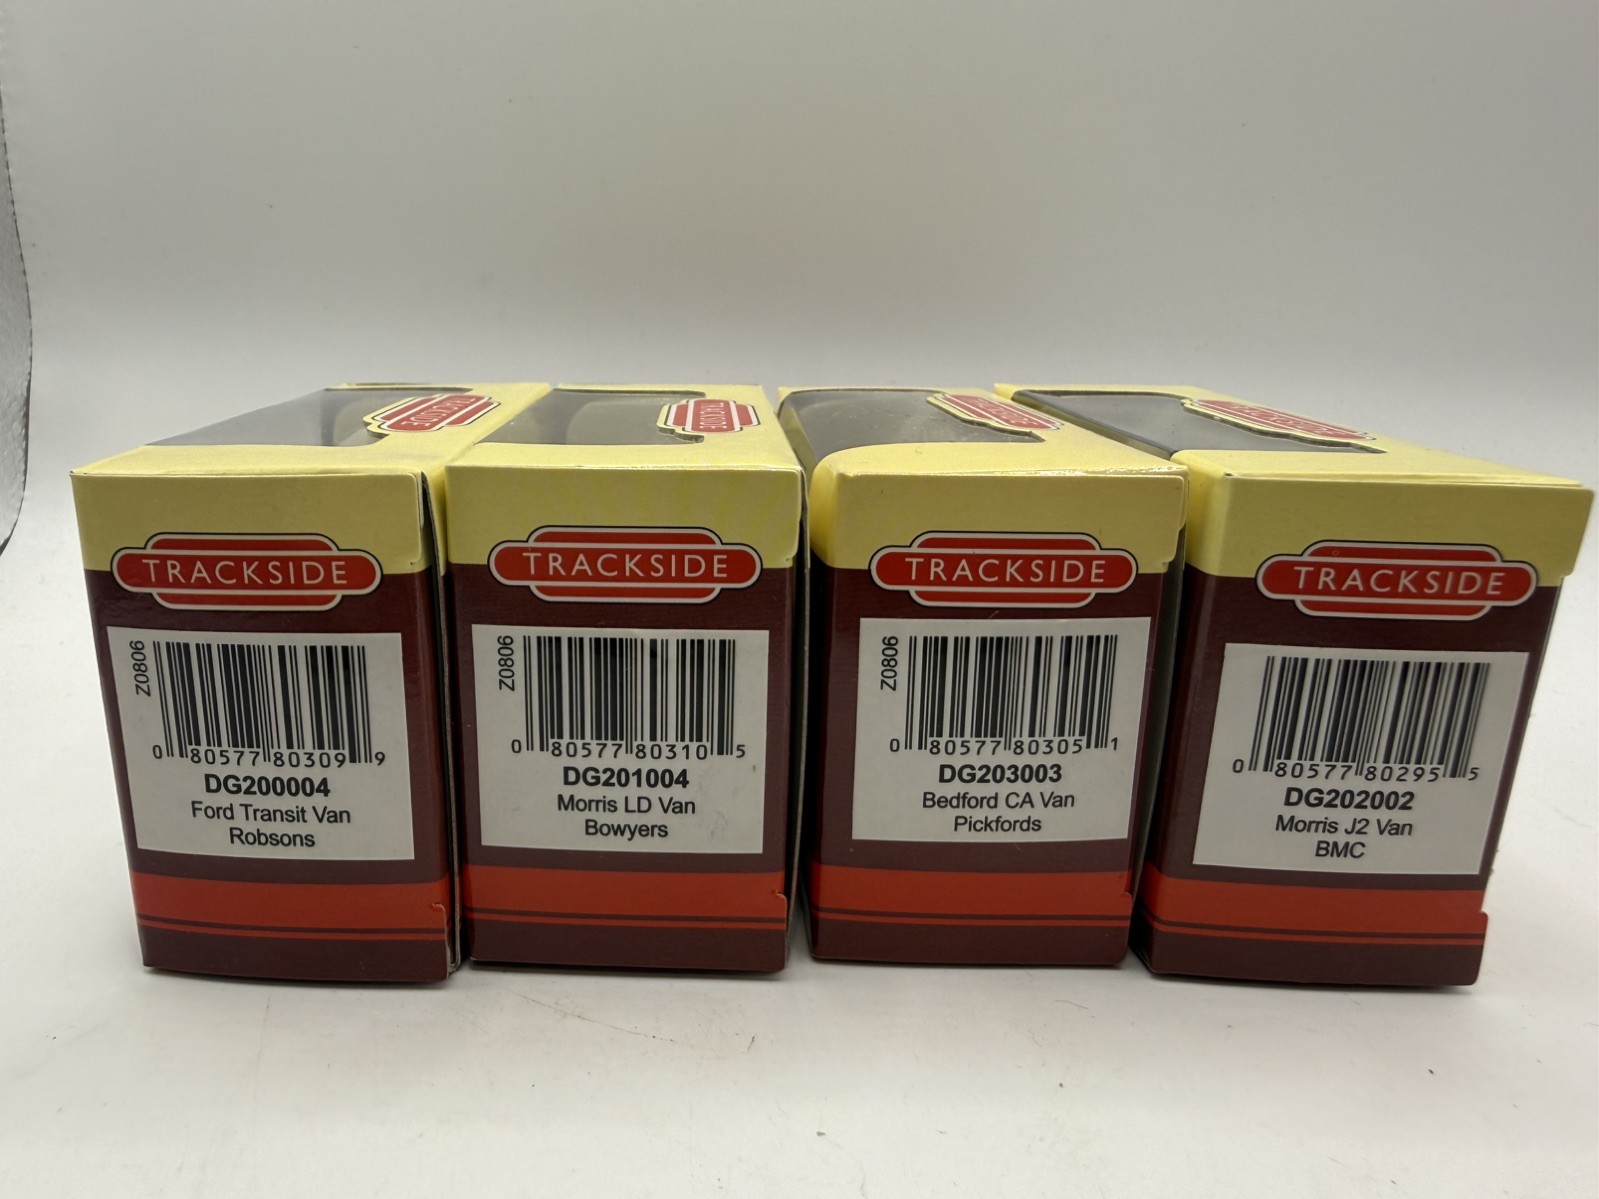 TRACKSIDE
TRACKSIDE
TRACKSIDE
TRACKSIDE
TRACKSIDE
Z0806
0 80577 80309 9
DG200004
Ford Transit Van
Robsons
TRACKSIDE
Z0806
0 80577 80310 5
DG201004
Morris LD Van
Bowyers
TRACKSIDE
Z0806
0 80577 80305 1
DG203003
Bedford CA Van
Pickfords
TRACKSIDE
0 80577 80295 5
DG202002
Morris J2 Van
BMC